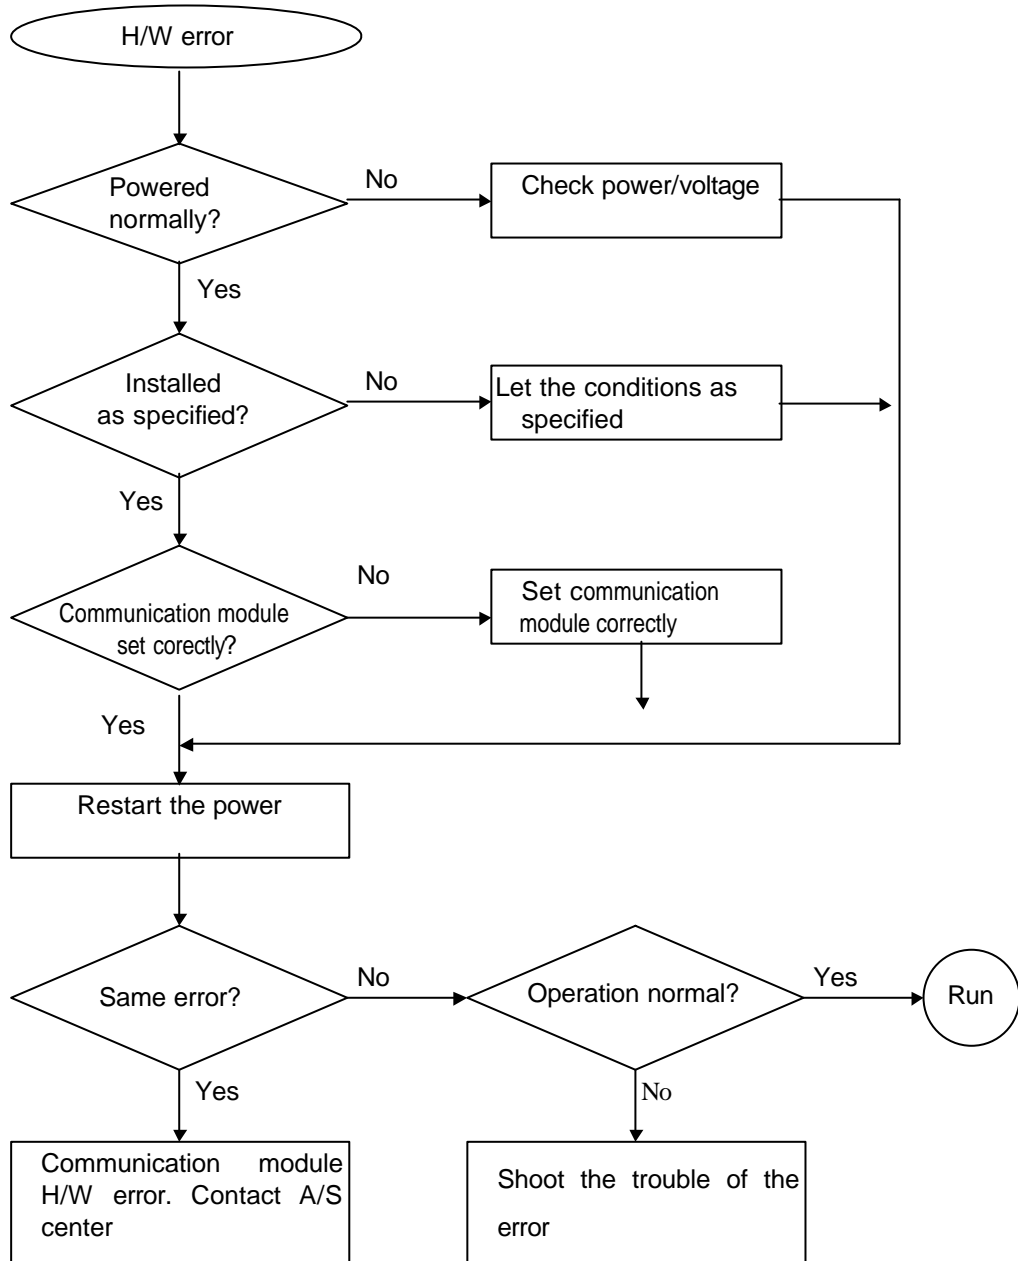 H/W error
Powered
normally?
No
Check power/voltage
Yes
Installed
as specified?
No
Let the conditions as
specified
Yes
Communication module
set corectly?
No
Set communication
module correctly
Yes
Restart the power
Same error?
No
Operation normal?
Yes
Run
Yes
No
Communication module
H/W error. Contact A/S
center
Shoot the trouble of the
error